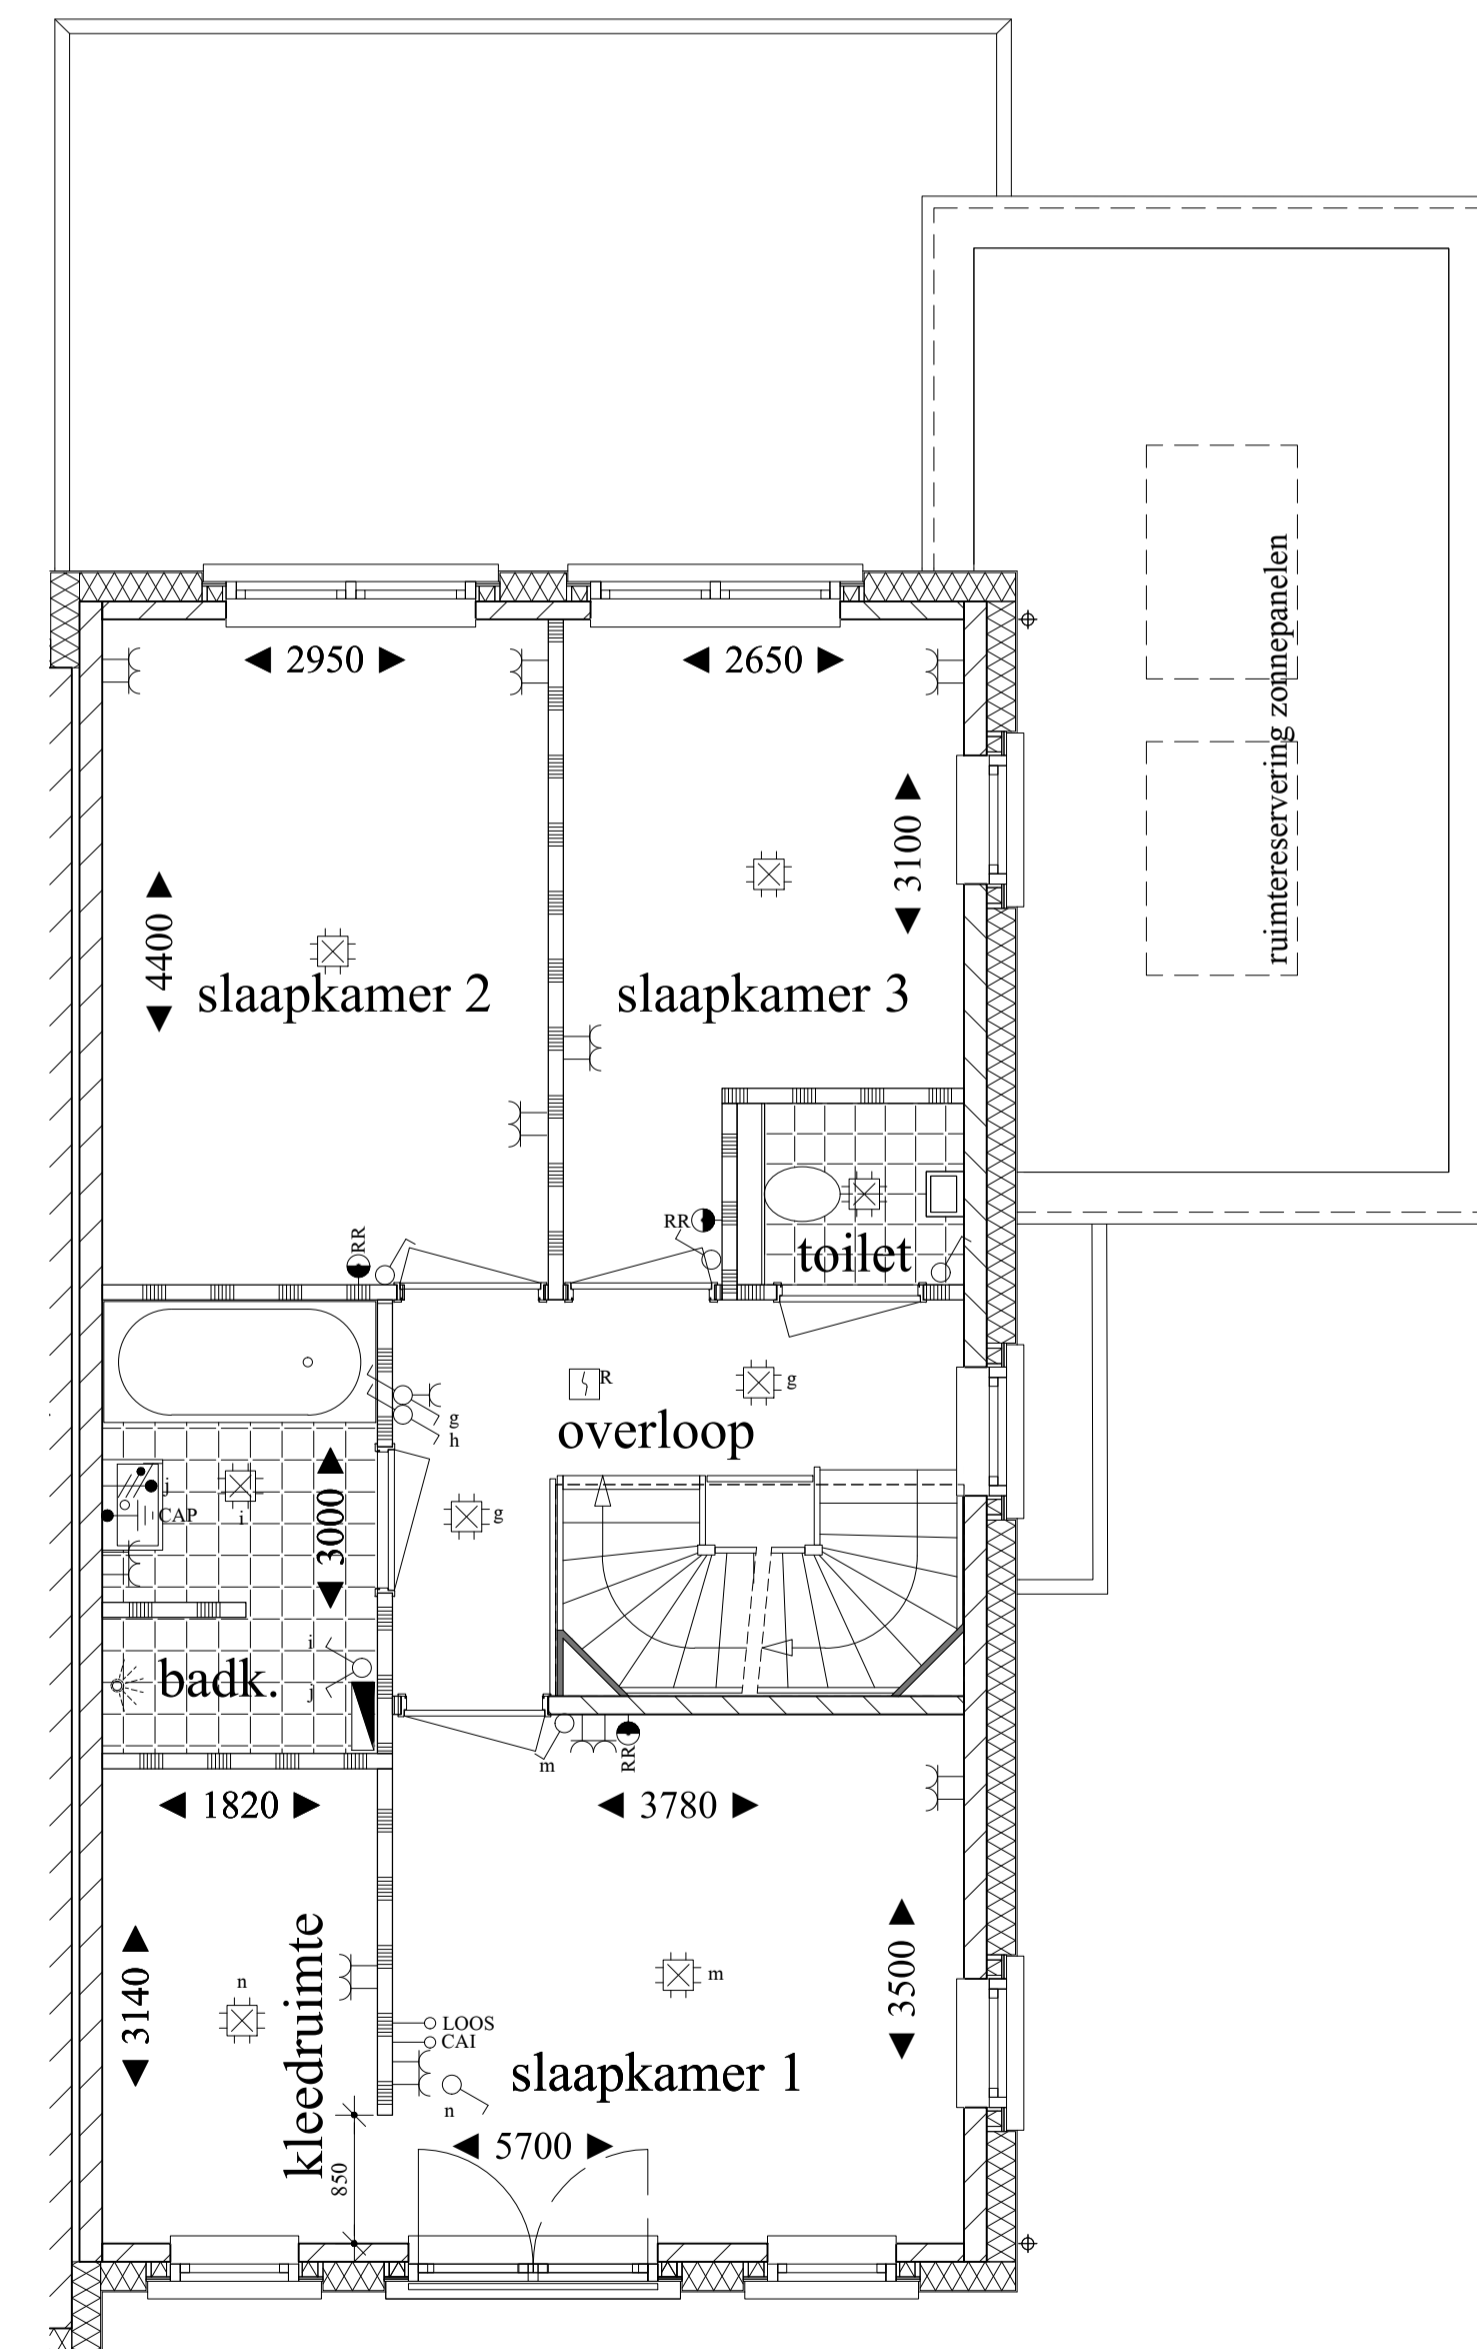 2950
2650
ruimtereservering zonnepanelen
3100
4400
slaapkamer 2
slaapkamer 3
RR
RR
toilet
R
g
g
h
overloop
j
CAP
i
g
3000
i
badk.
j
m
RR
1820
3780
kleedruimte
3140
n
m
3500
LOOS
CAI
slaapkamer 1
n
5700
850